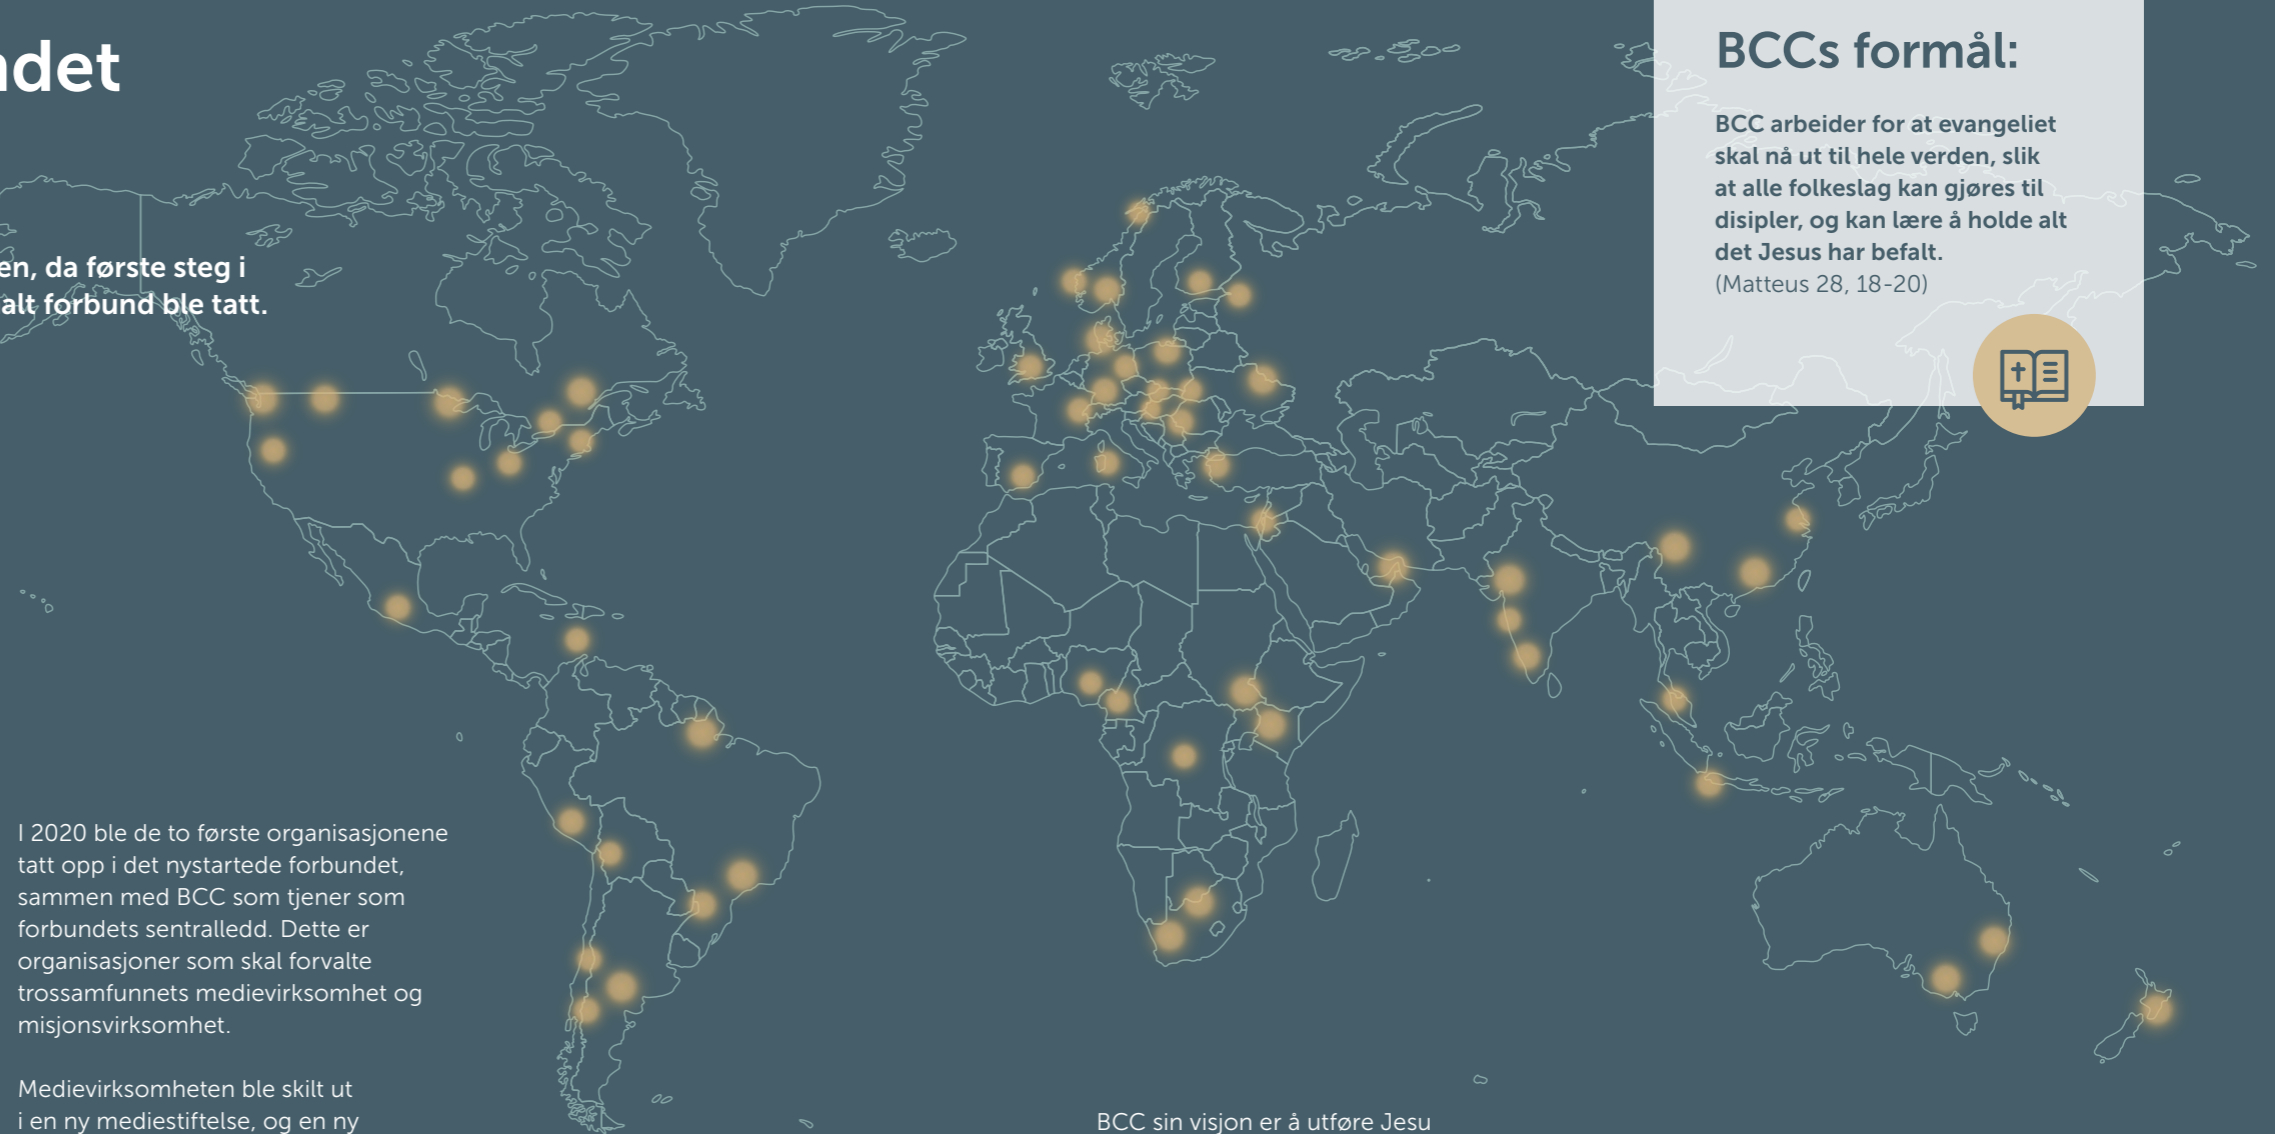 ndet
en, da første steg i
alt forbund ble tatt.
I 2020 ble de to første organisasjonene
tatt opp i det nystartede forbundet,
sammen med BCC som tjener som
forbundets sentralledd. Dette er
organisasjoner som skal forvalte
trossamfunnets medievirksomhet og
misjonsvirksomhet.
Medievirksomheten ble skilt ut
i en ny mediestiftelse, og en ny
BCC sin visjon er å utføre Jesu
BCCs formål:
BCC arbeider for at evangeliet
skal nå ut til hele verden, slik
at alle folkeslag kan gjøres til
disipler, og kan lære å holde alt
det Jesus har befalt.
(Matteus 28, 18-20)